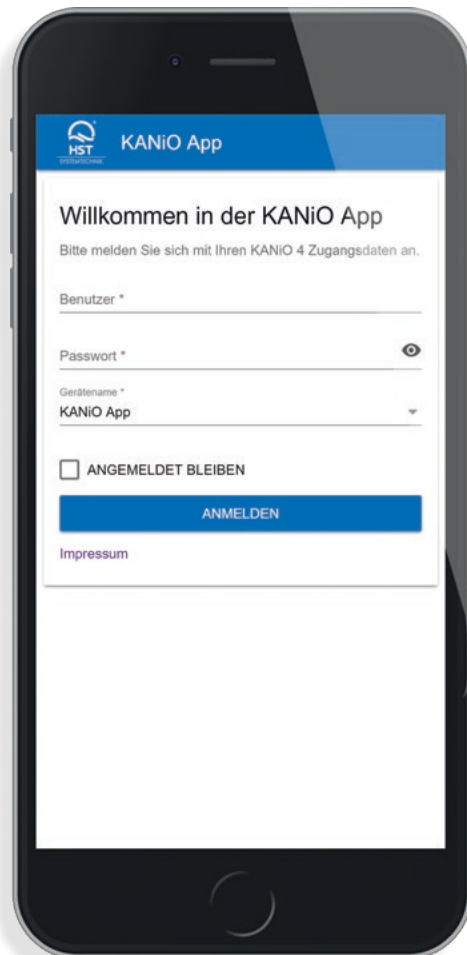 HST
SYSTEMTECHNIK
KANiO App
Willkommen in der KANiO App
Bitte melden Sie sich mit Ihren KANiO 4 Zugangsdaten an.
Benutzer *
Passwort *
Gerätename *
KANiO App
ANGEMELDET BLEIBEN
ANMELDEN
Impressum